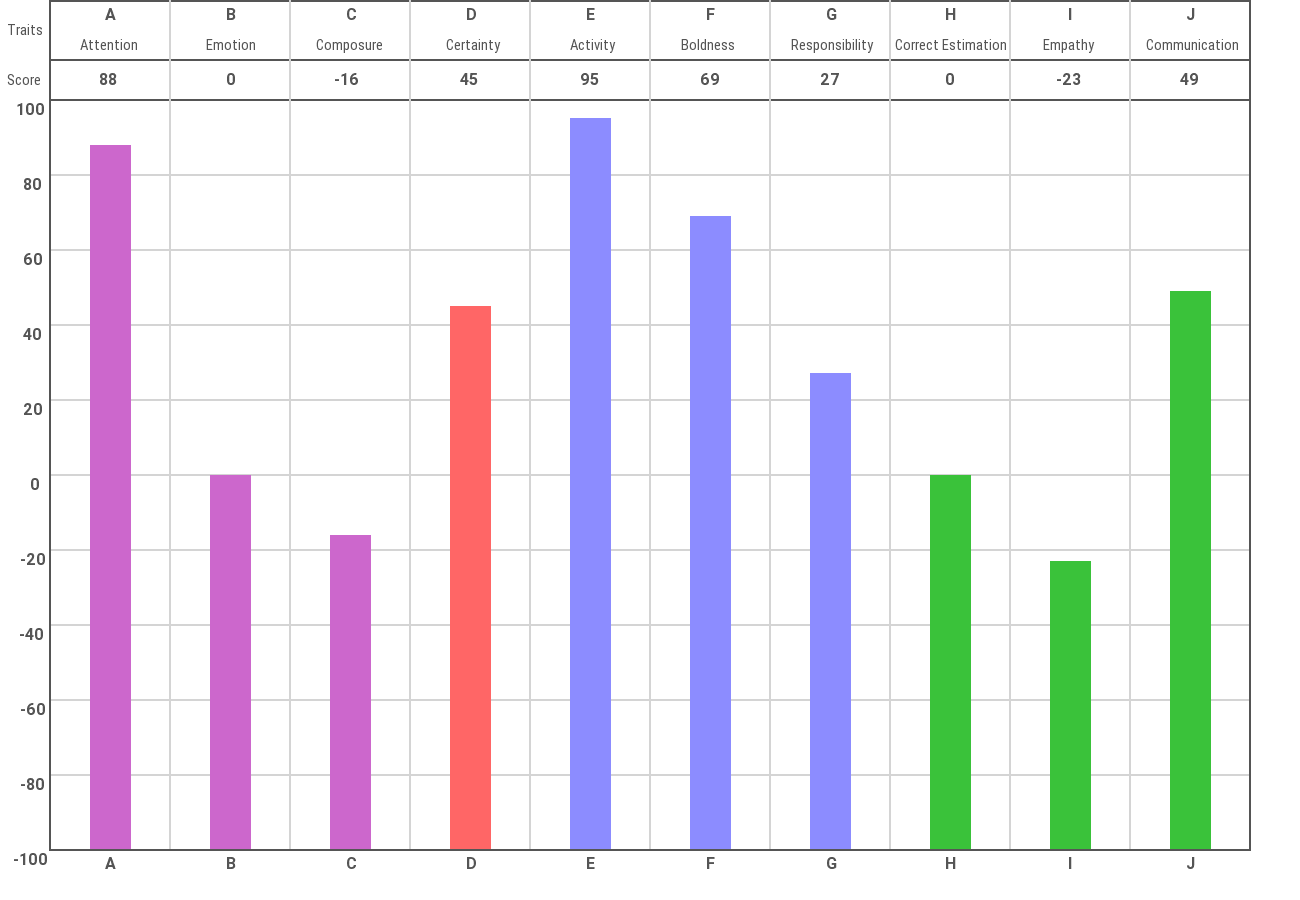 Traits A B C D E F G H I J
Attention Emotion Composure Certainty Activity Boldness Responsibility Correct Estimation Empathy Communication
Score 88 0 -16 45 95 69 27 0 -23 49
100
80
60
40
20
0
-20
-40
-60
-80
-100
A B C D E F G H I J